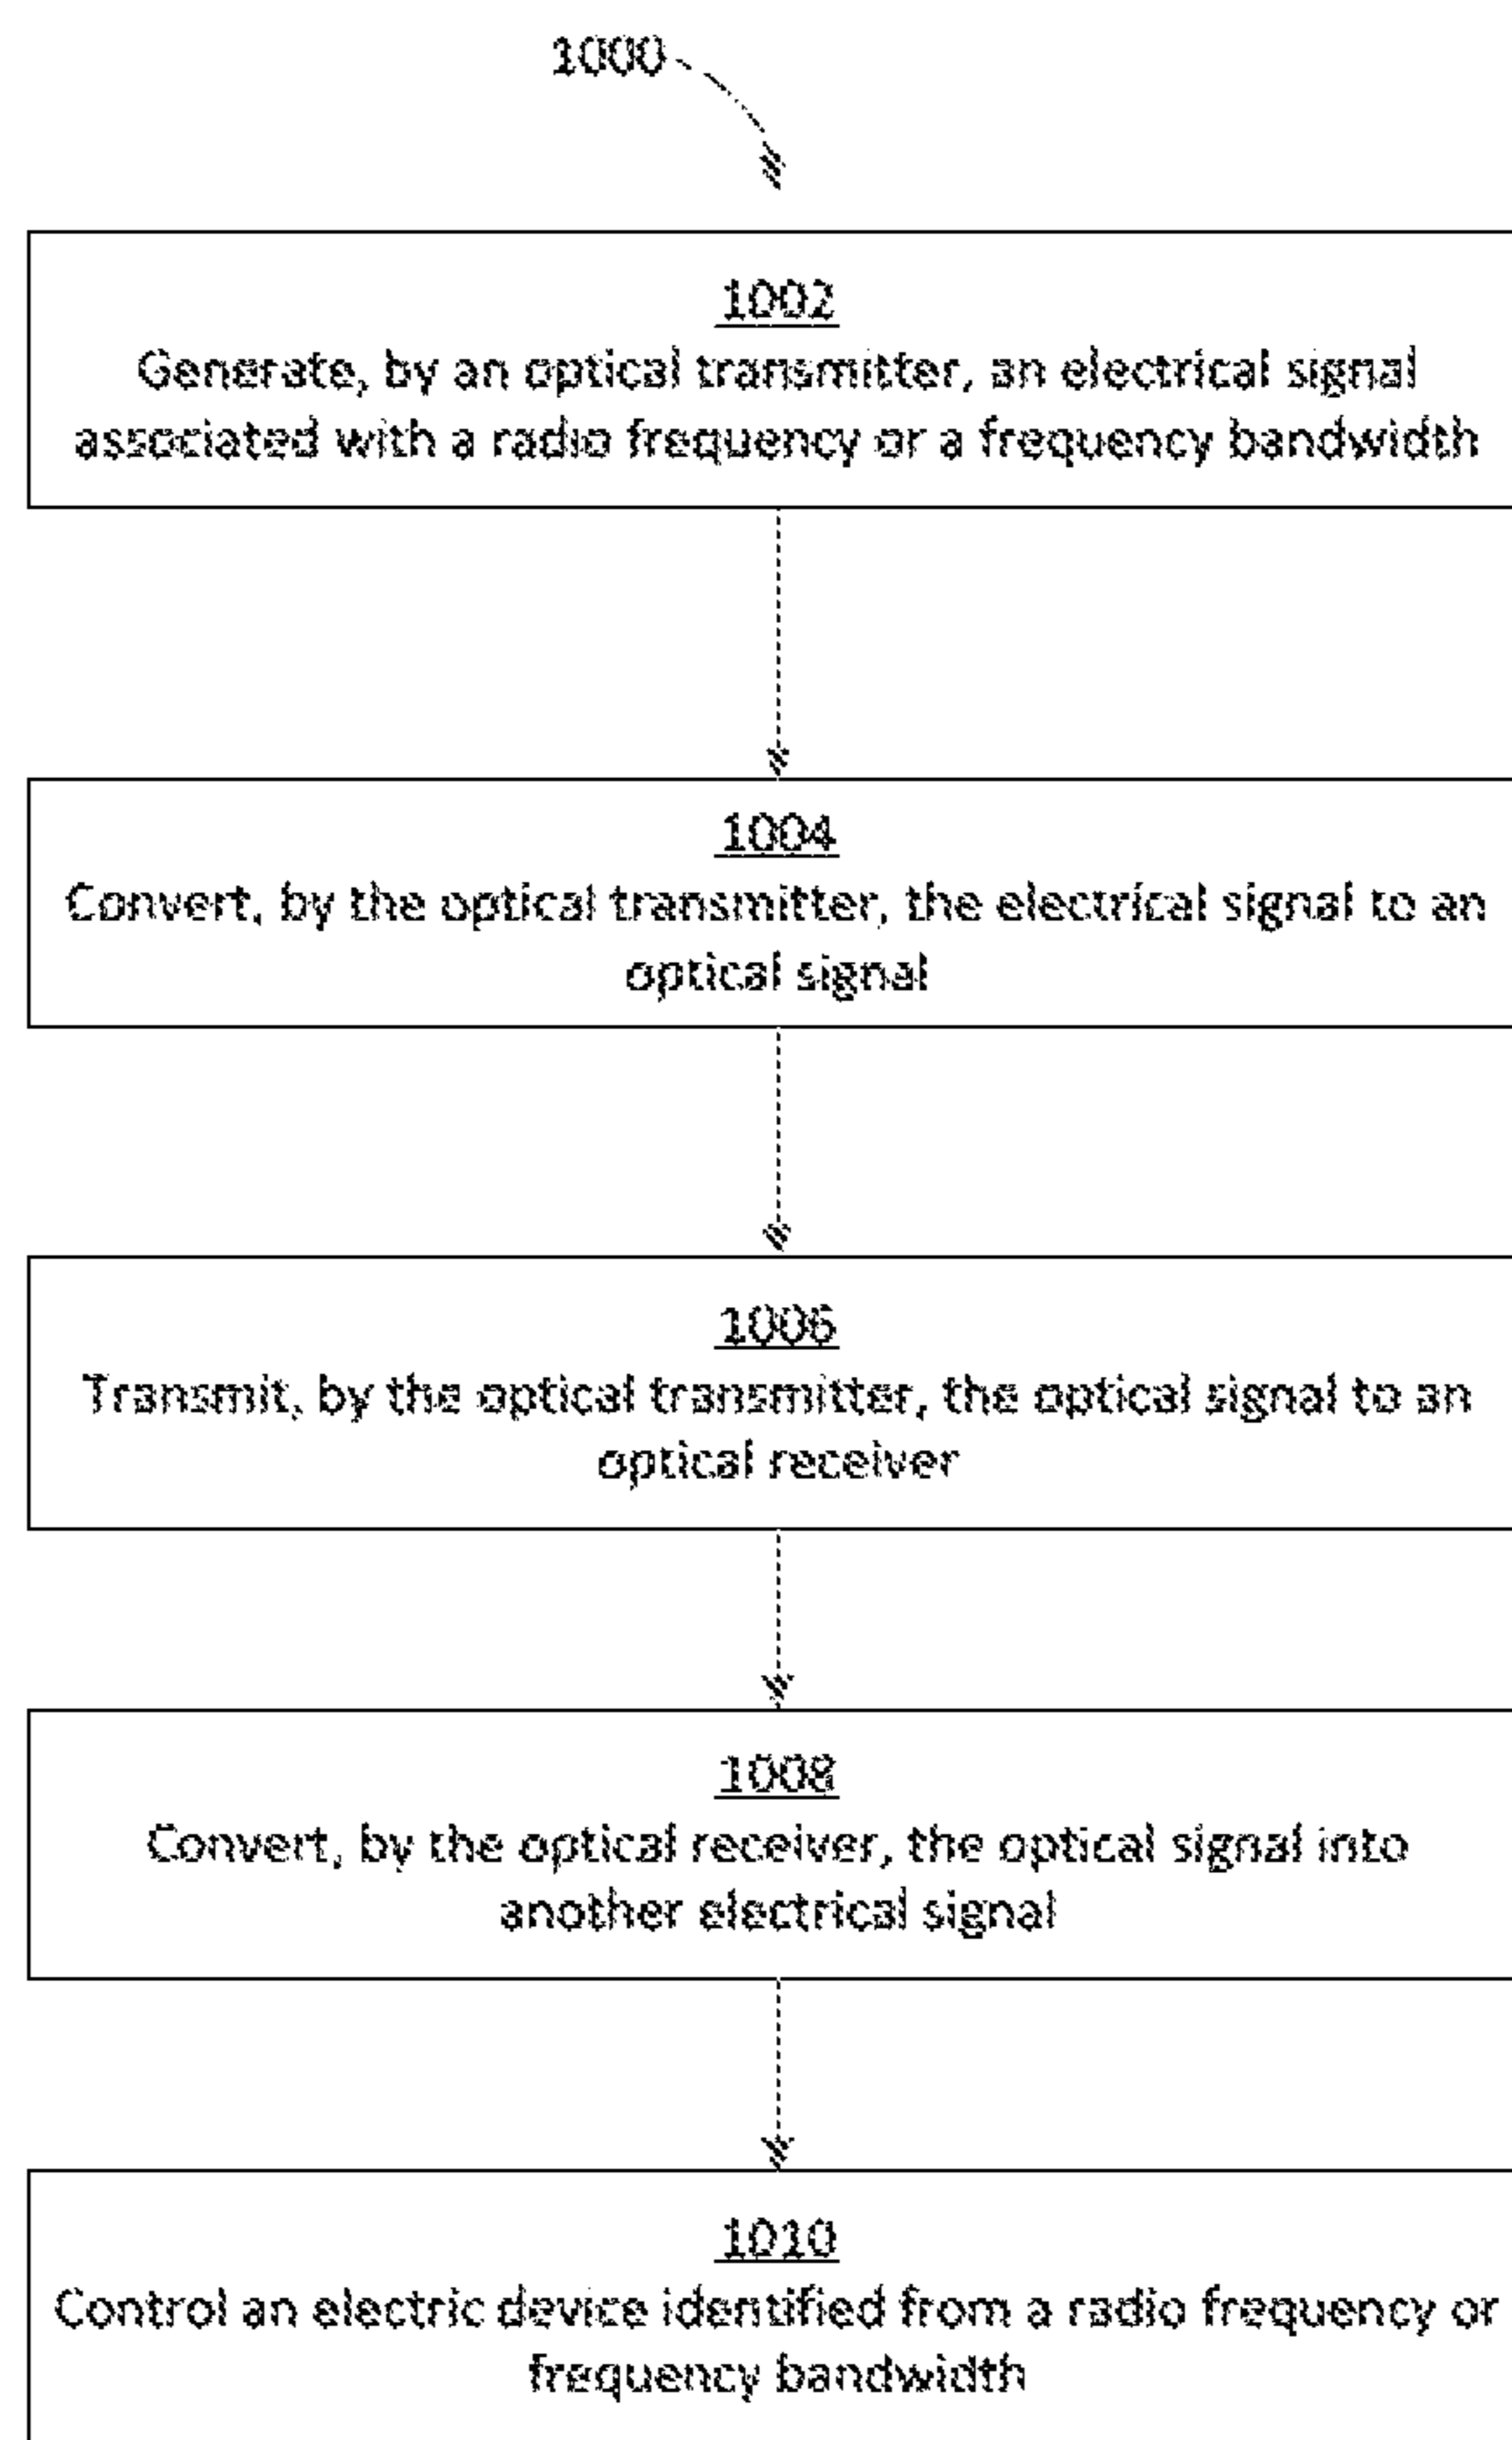 1000
1002
Generate, by an optical transmitter, an electrical signal
associated with a radio frequency or a frequency bandwidth
1004
Convert, by the optical transmitter, the electrical signal to an
optical signal
1006
Transmit, by the optical transmitter, the optical signal to an
optical receiver
1008
Convert, by the optical receiver, the optical signal into
another electrical signal
1010
Control an electric device identified from a radio frequency or
frequency bandwidth